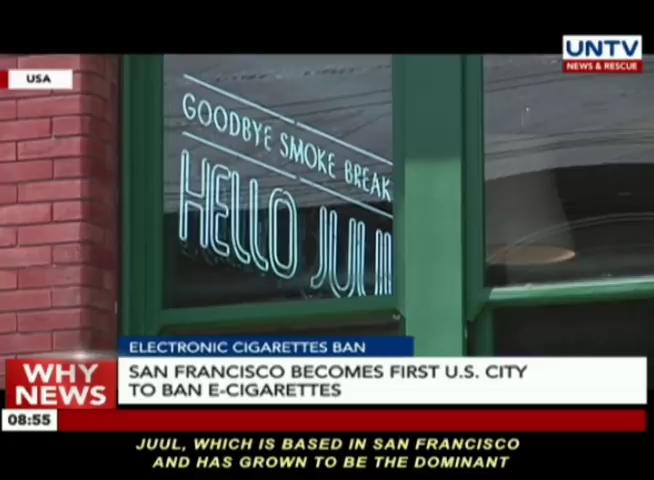 UNTV
NEWS & RESCUE
USA
GOODBYE SMOKE BREAK
HELLO JUUL
ELECTRONIC CIGARETTES BAN
WHY NEWS
SAN FRANCISCO BECOMES FIRST U.S. CITY
TO BAN E-CIGARETTES
08:55
JUUL, WHICH IS BASED IN SAN FRANCISCO
AND HAS GROWN TO BE THE DOMINANT